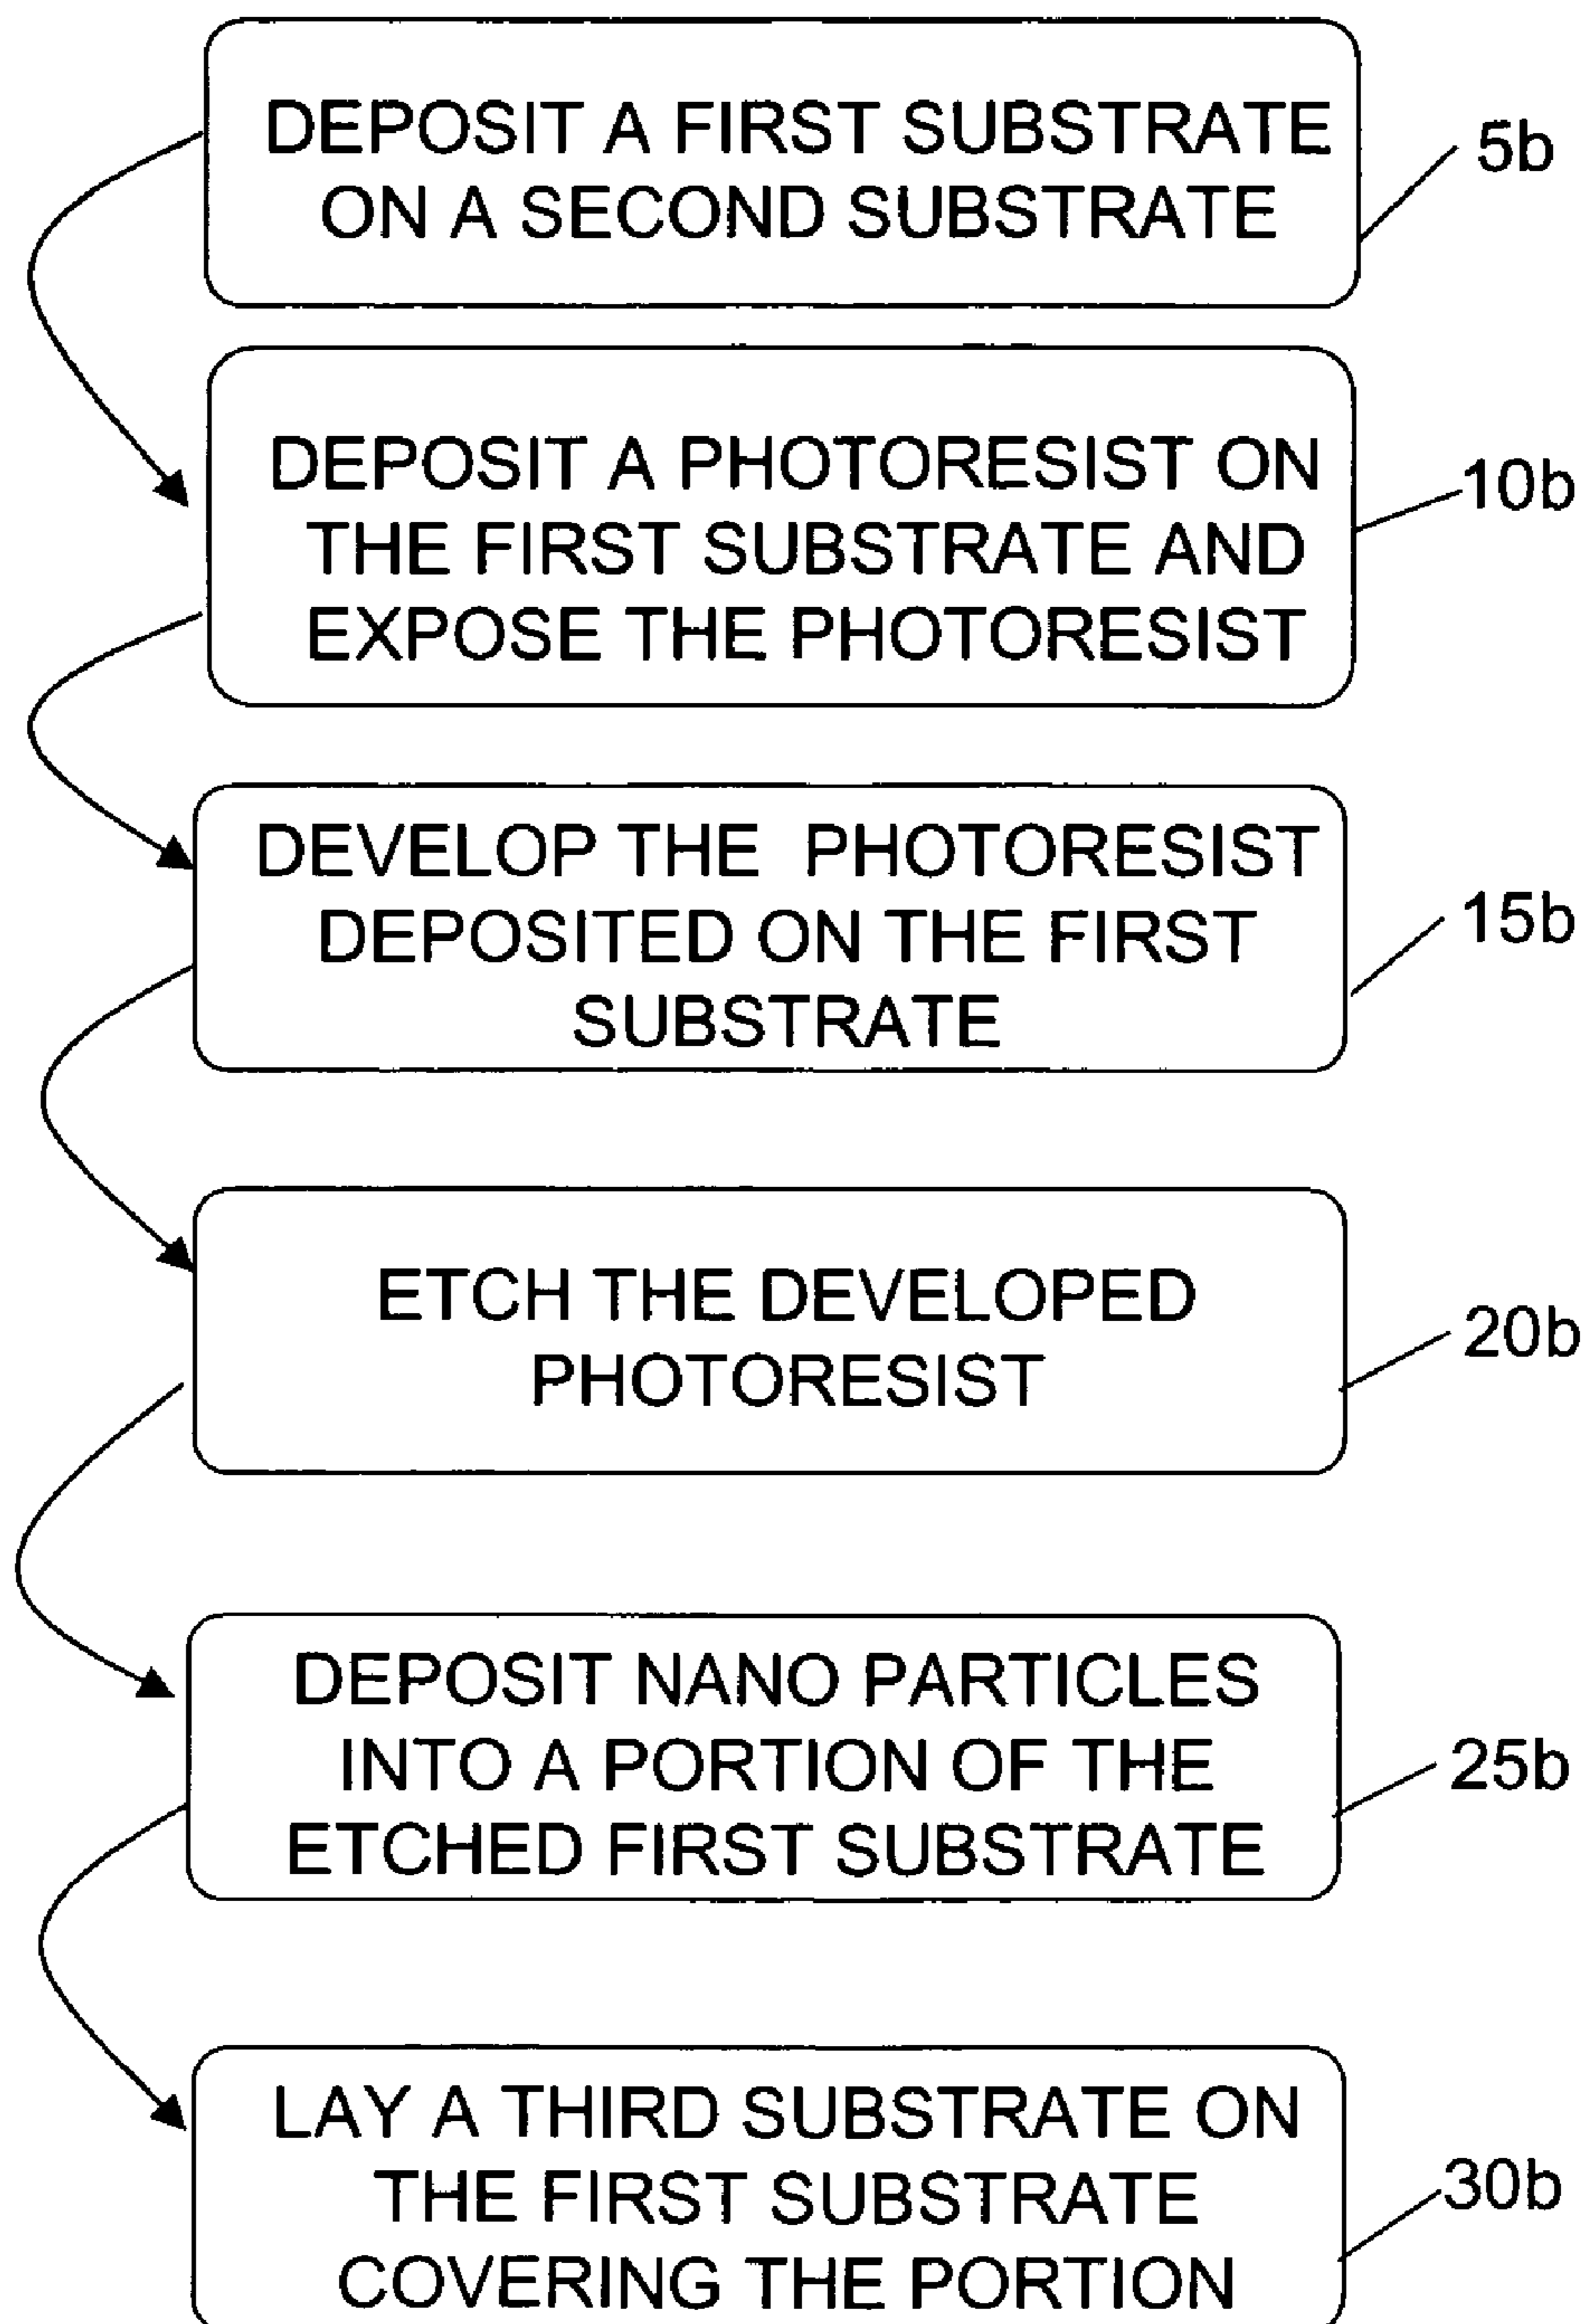 DEPOSIT A FIRST SUBSTRATE
ON A SECOND SUBSTRATE
5b
DEPOSIT A PHOTORESIST ON
THE FIRST SUBSTRATE AND
EXPOSE THE PHOTORESIST
10b
DEVELOP THE PHOTORESIST
DEPOSITED ON THE FIRST
SUBSTRATE
15b
ETCH THE DEVELOPED
PHOTORESIST
20b
DEPOSIT NANO PARTICLES
INTO A PORTION OF THE
ETCHED FIRST SUBSTRATE
25b
LAY A THIRD SUBSTRATE ON
THE FIRST SUBSTRATE
COVERING THE PORTION
30b